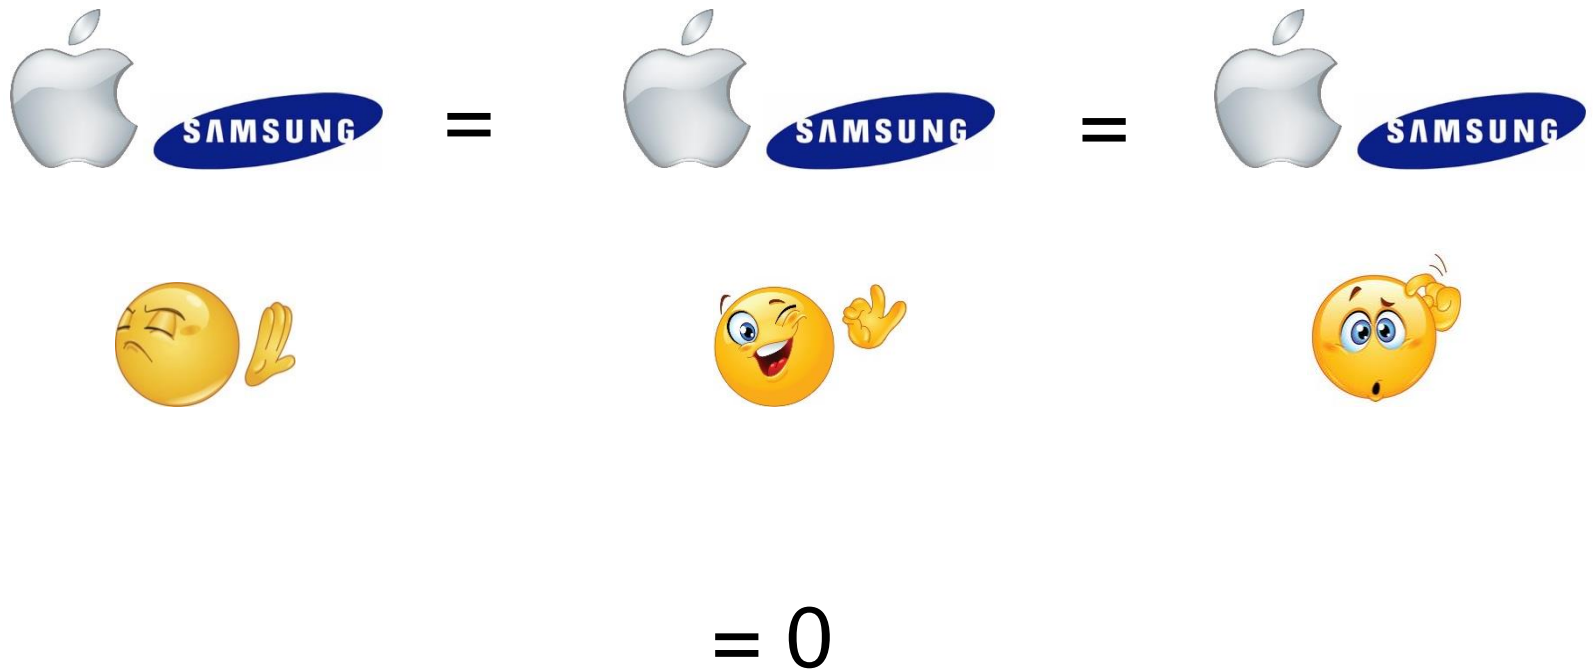 SAMSUNG = SAMSUNG = SAMSUNG
= 0